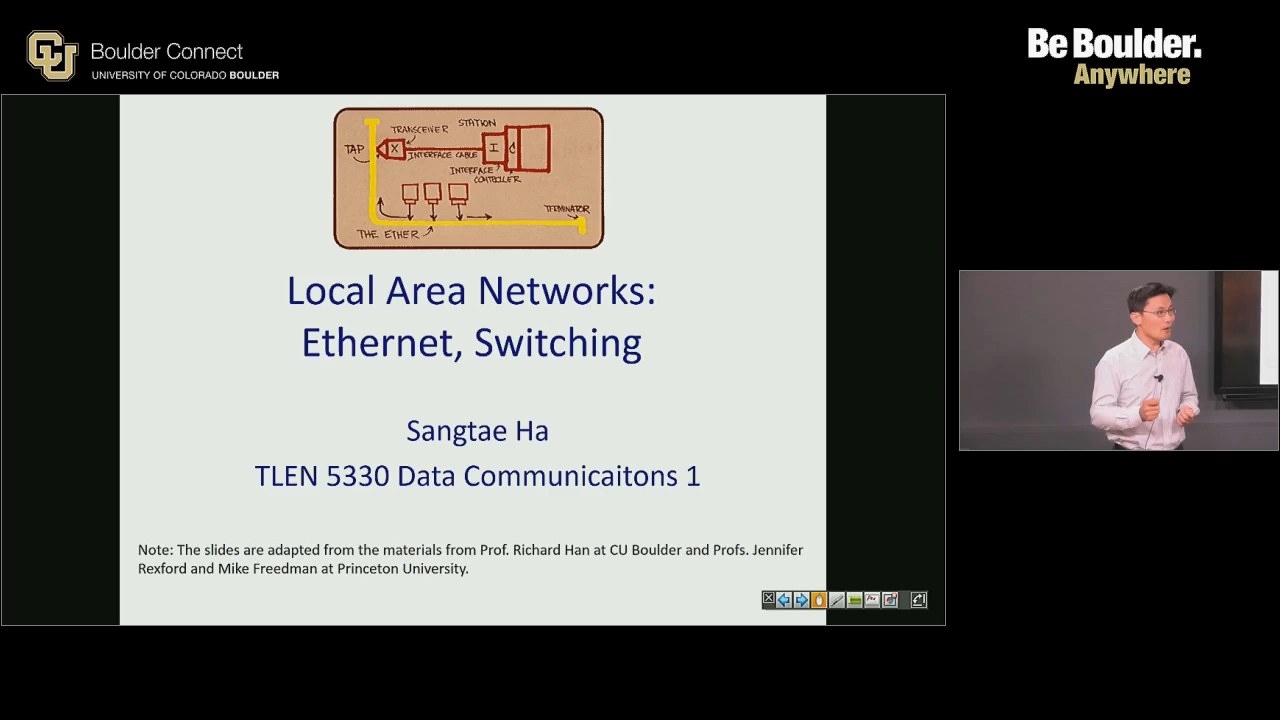 CU
Boulder Connect
UNIVERSITY OF COLORADO BOULDER
Be Boulder.
Anywhere
STATION
TRANSCEIVER
TAP
X
I
C
INTERFACE CABLE
INTERFACE
CONTROLLER
TERMINATOR
THE ETHER
Local Area Networks:
Ethernet, Switching
Sangtae Ha
TLEN 5330 Data Communicaitons 1
Note: The slides are adapted from the materials from Prof. Richard Han at CU Boulder and Profs. Jennifer
Rexford and Mike Freedman at Princeton University.